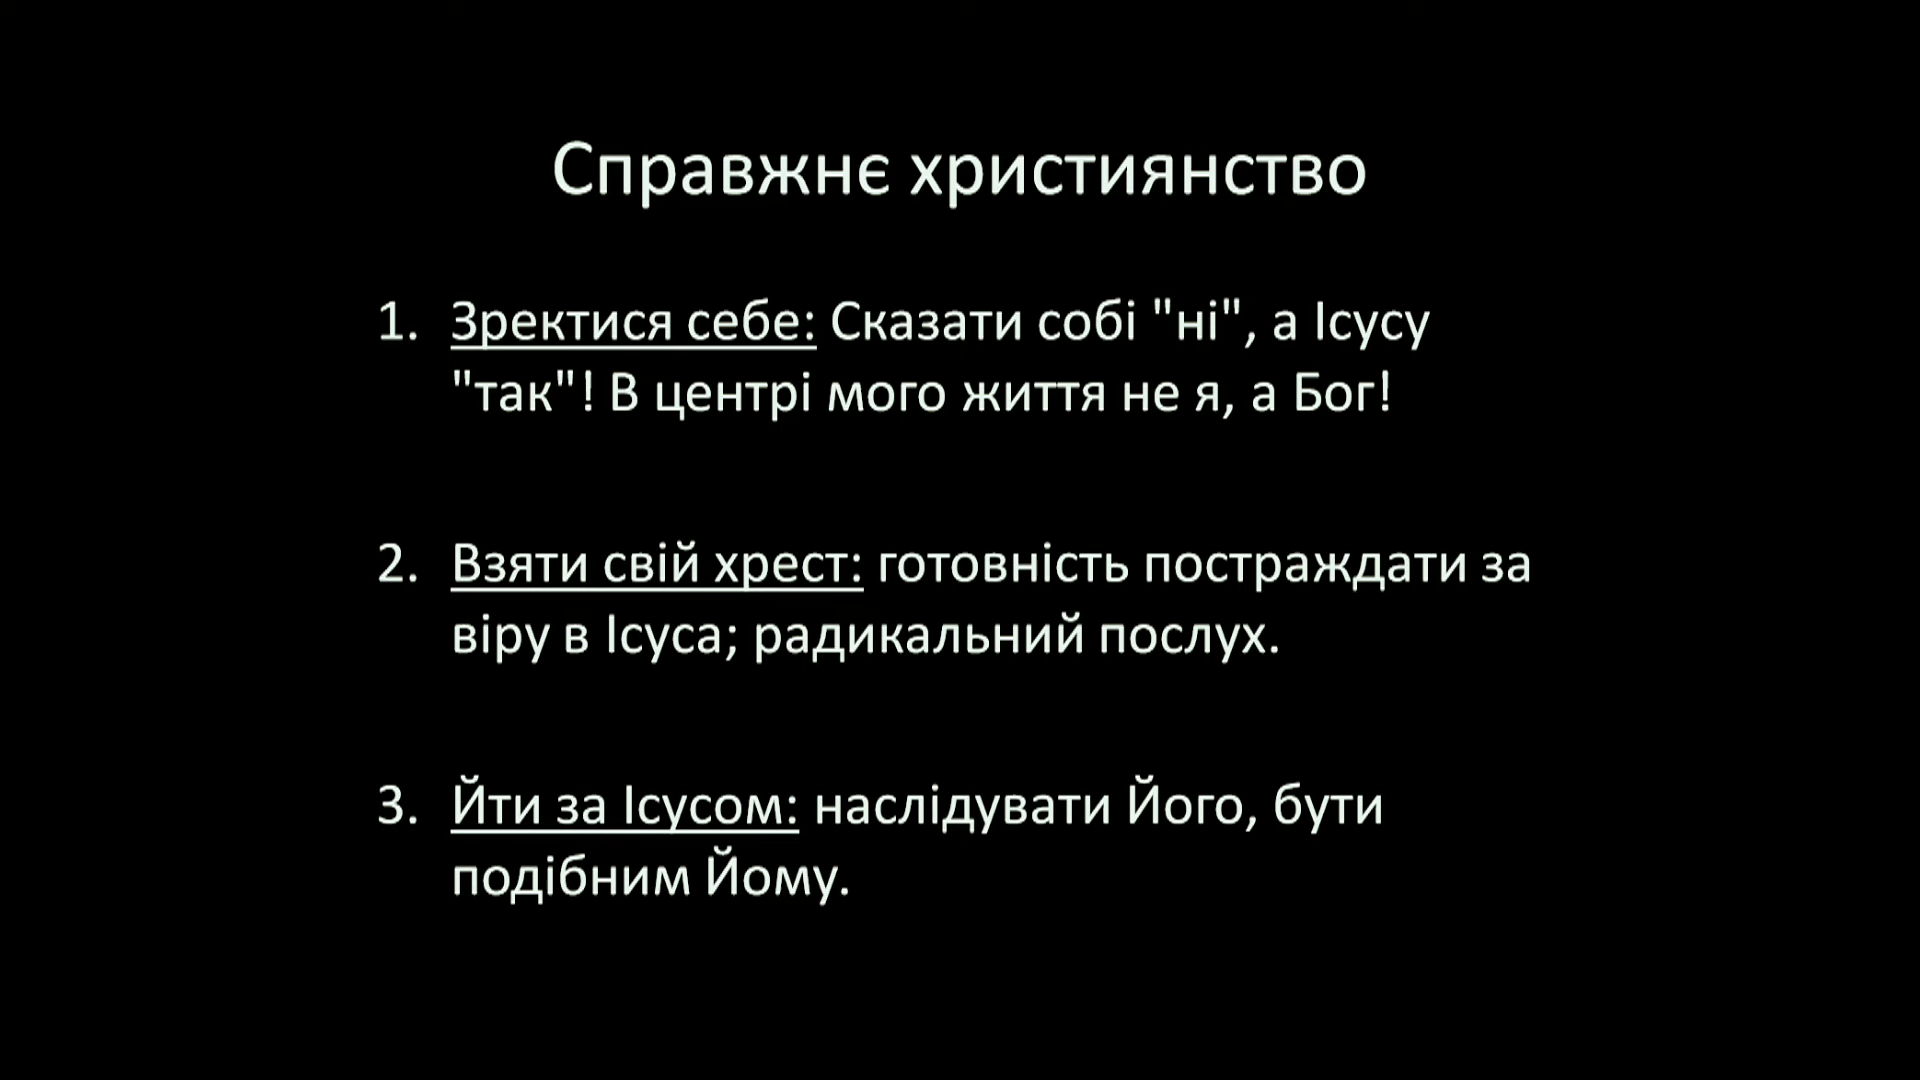 Справжнє християнство
1. Зректися себе: Сказати собі "ні", а Ісусу
"так"! В центрі мого життя не я, а Бог!
2. Взяти свій хрест: готовність постраждати за
віру в Ісуса; радикальний послух.
3. Йти за Ісусом: наслідувати Його, бути
подібним Йому.